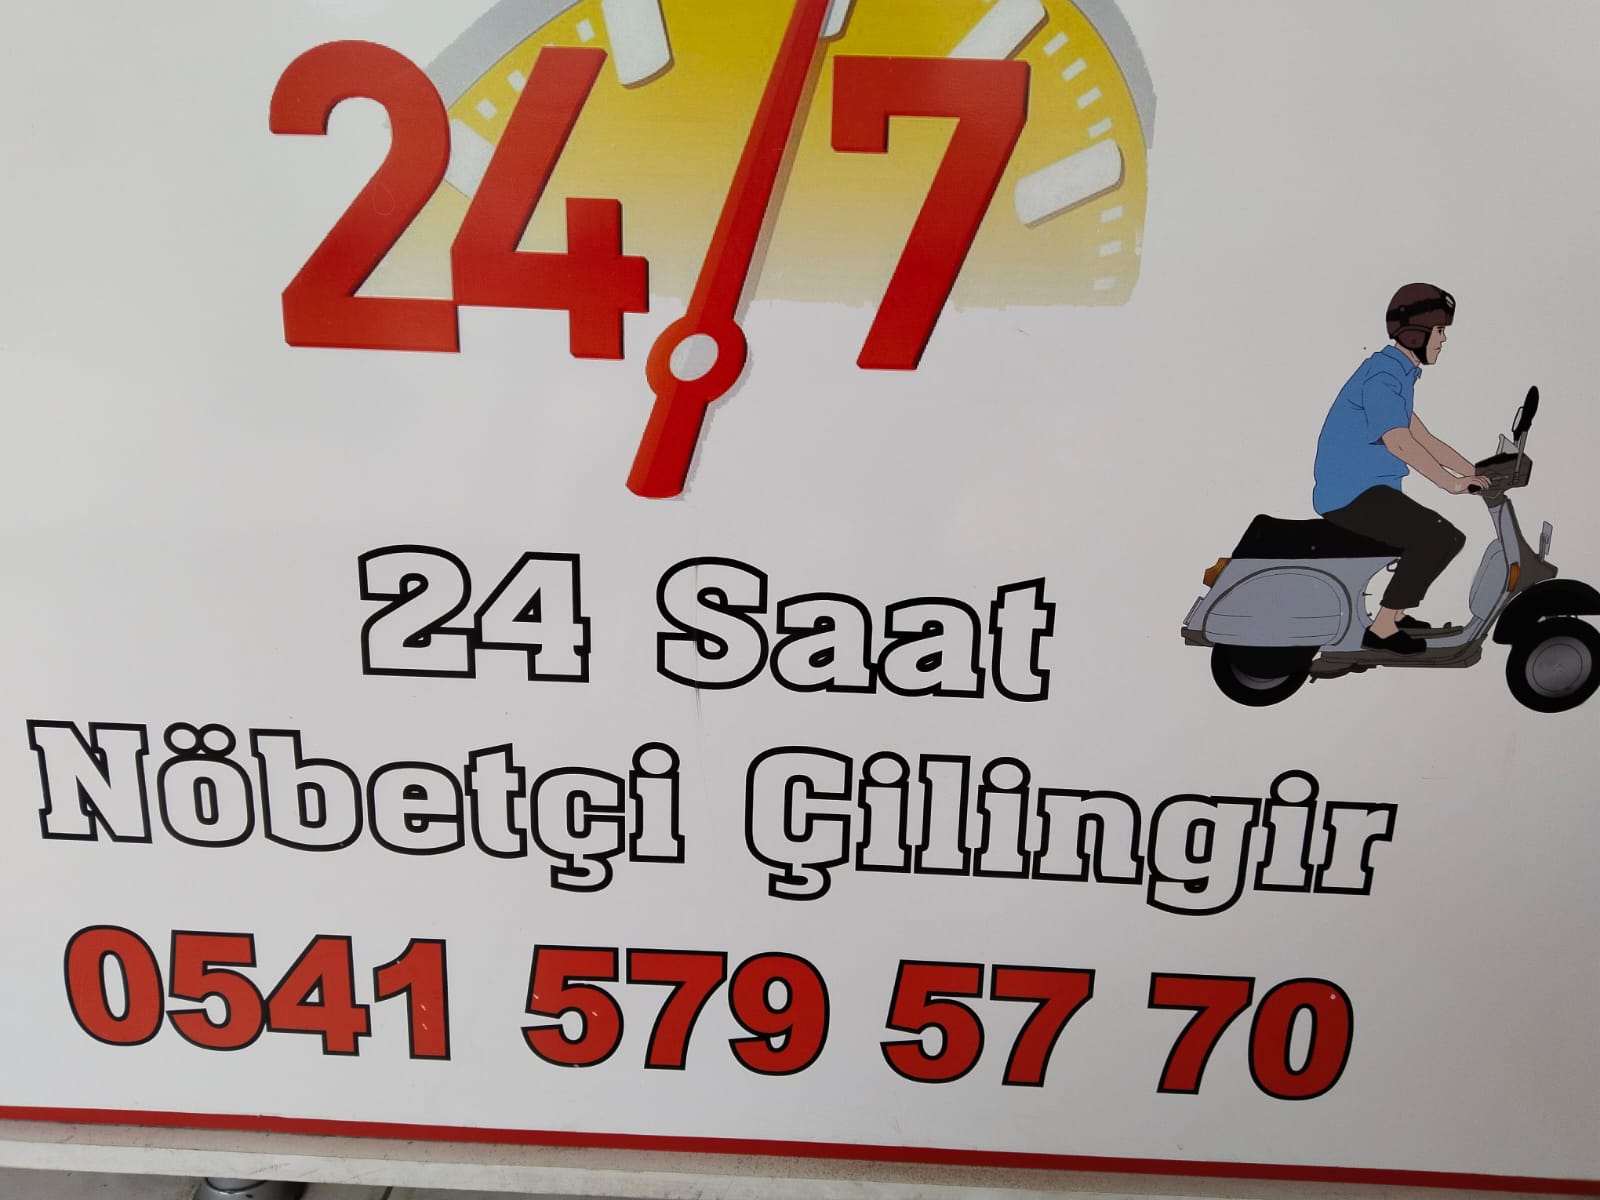 24/7
24 Saat
Nöbetçi Çilingir
0541 579 57 70